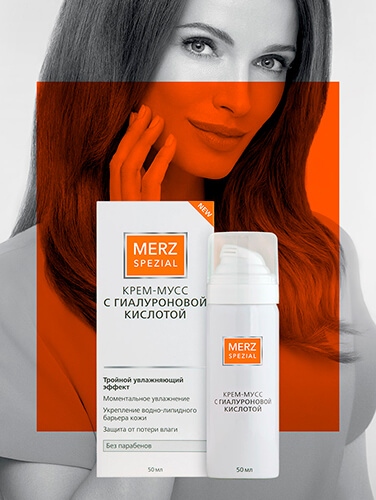 NEW
MERZ
SPEZIAL
КРЕМ-МУСС
С ГИАЛУРОНОВОЙ
КИСЛОТОЙ
Тройной увлажняющий
эффект
Моментальное увлажнение
Укрепление водно-липидного
барьера кожи
Защита от потери влаги
Без парабенов
50 мл
MERZ
SPEZIAL
КРЕМ-МУСС
С ГИАЛУРОНОВОЙ
КИСЛОТОЙ
50 мл